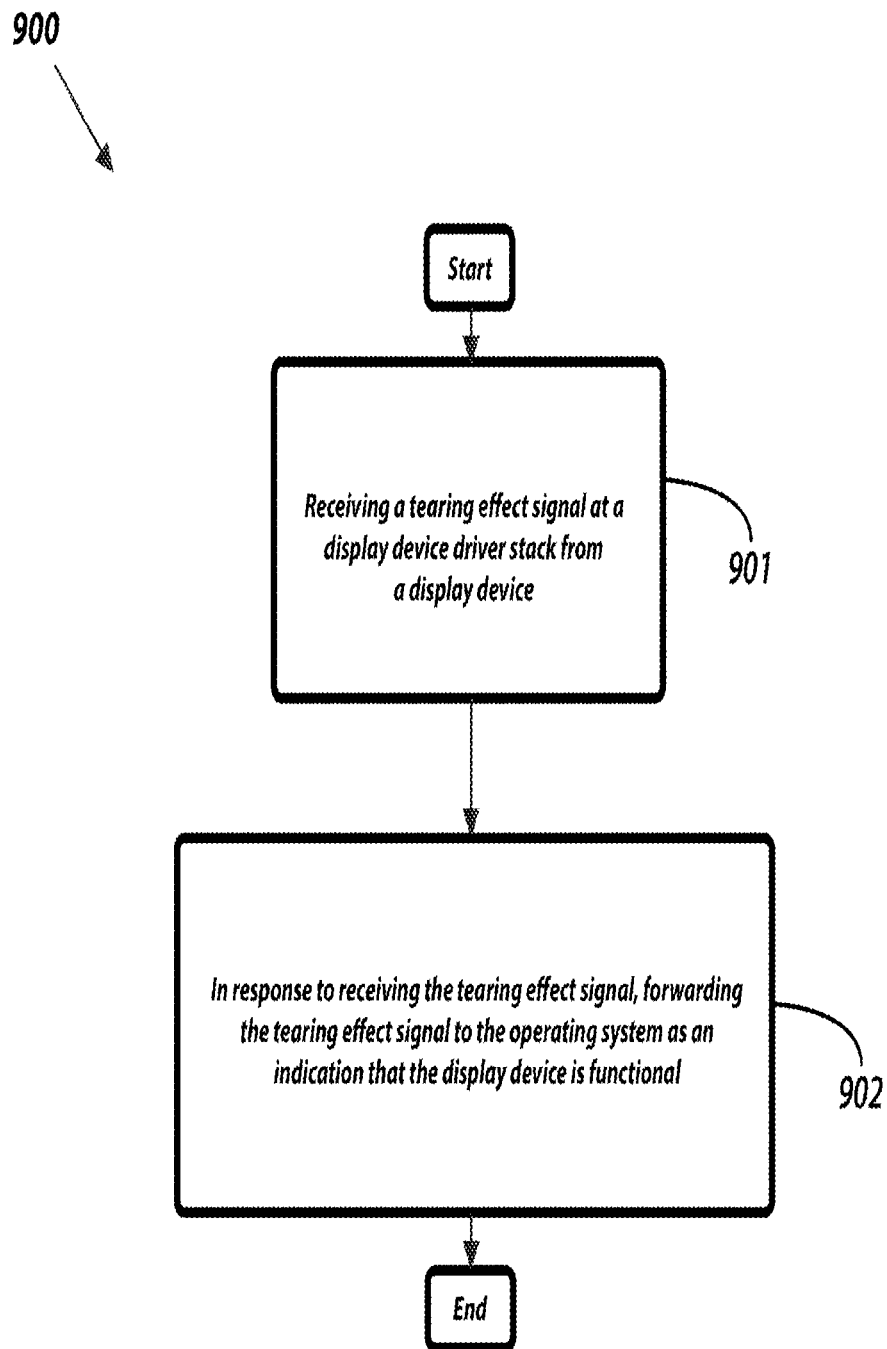 900
Start
Receiving a tearing effect signal at a
display device driver stack from
a display device
901
In response to receiving the tearing effect signal, forwarding
the tearing effect signal to the operating system as an
indication that the display device is functional
902
End